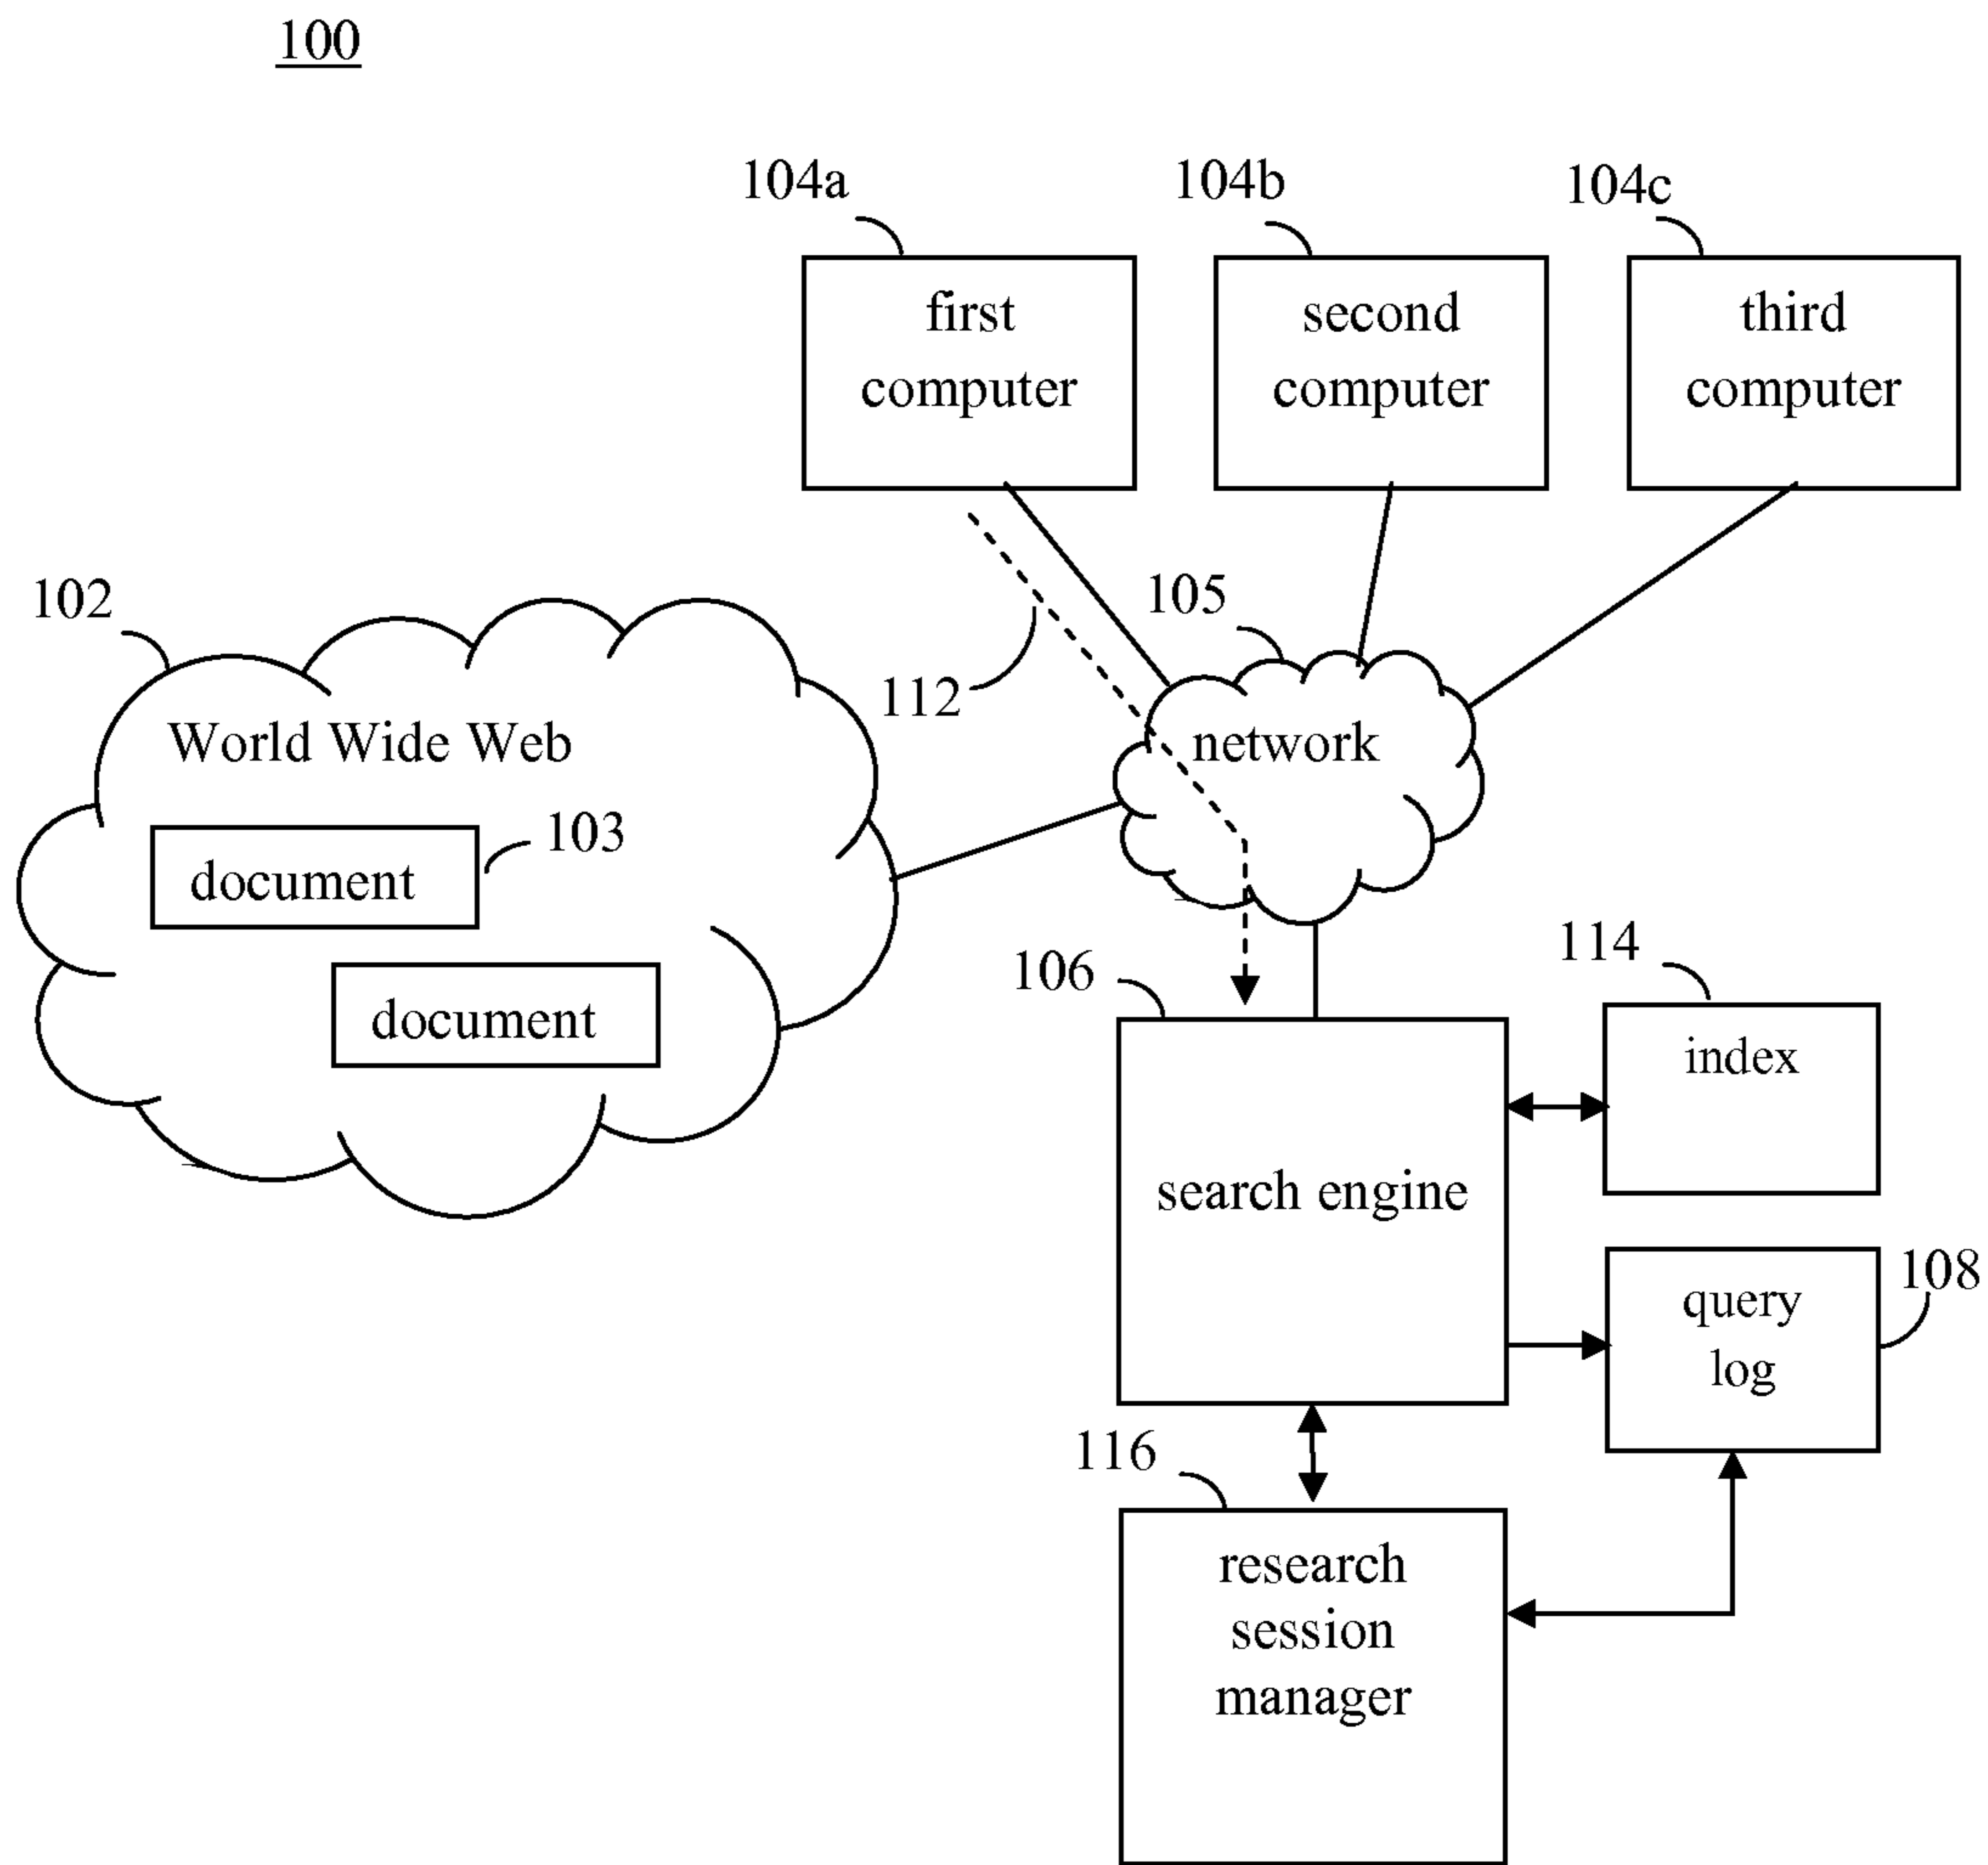 100
104a
104b
104c
first
computer
second
computer
third
computer
102
105
112
World Wide Web
network
document
103
document
106
114
index
search engine
108
query
log
116
research
session
manager